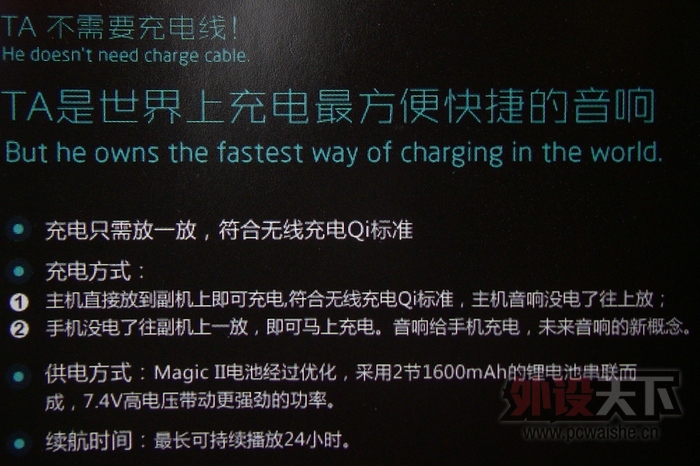 TA 不需要充电线!
He doesn't need charge cable.
TA是世界上充电最方便快捷的音响
But he owns the fastest way of charging in the world.
充电只需放一放，符合无线充电Qi标准
充电方式：
① 主机直接放到副机上即可充电,符合无线充电Qi标准，主机音响没电了往上放；
② 手机没电了往副机上一放，即可马上充电。音响给手机充电，未来音响的新概念。
供电方式：Magic II电池经过优化，采用2节1600mAh的锂电池串联而
成，7.4V高电压带动更强劲的功率。
续航时间：最长可持续播放24小时。
外设天下
www.pcwaishe.cn